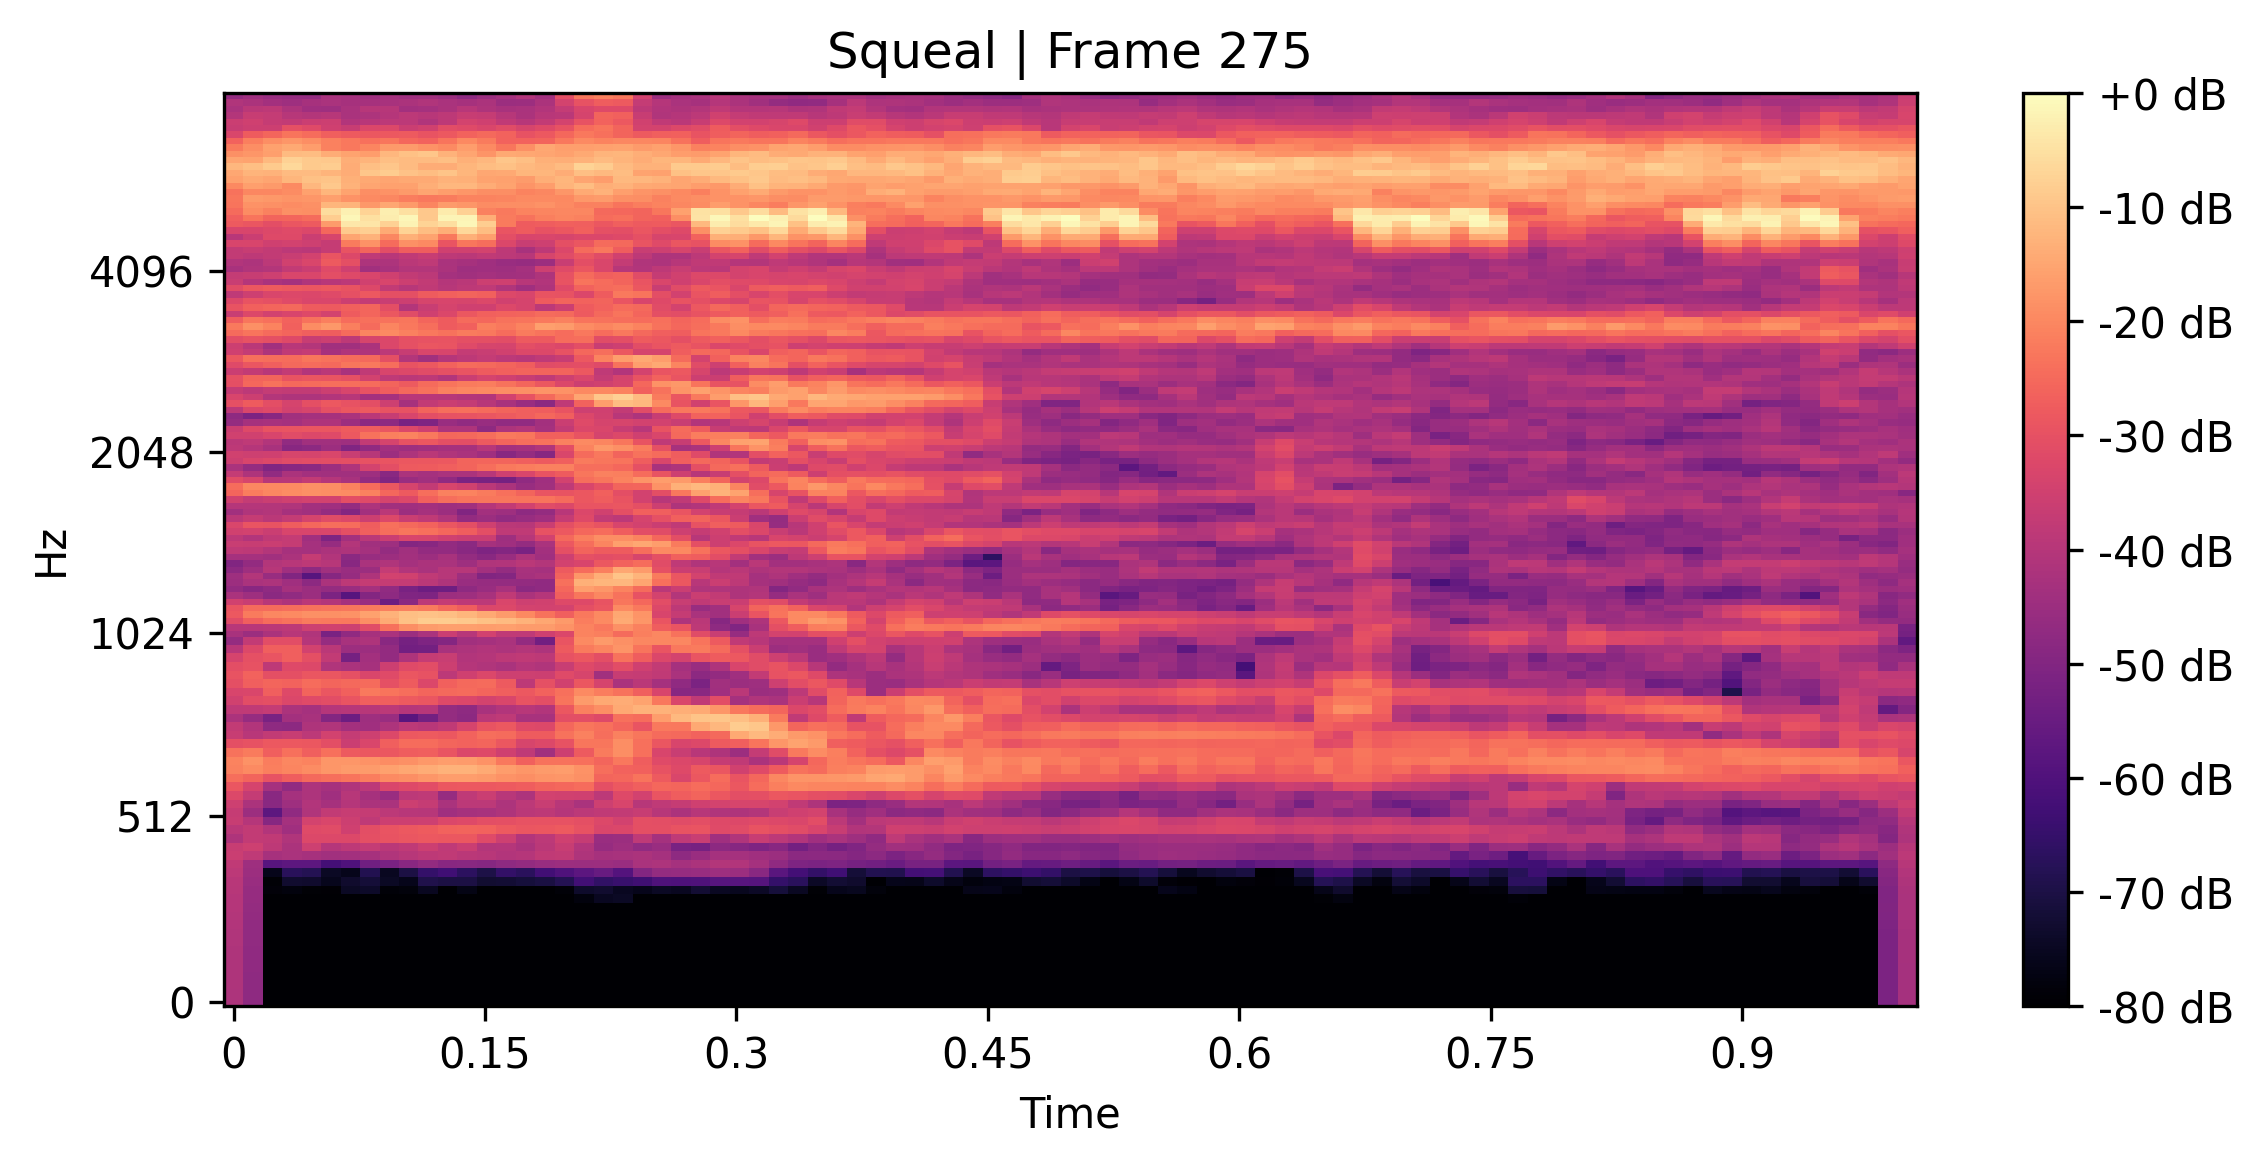 Squeal | Frame 275
+0 dB
-10 dB
-20 dB
-30 dB
-40 dB
-50 dB
-60 dB
-70 dB
-80 dB
Hz
4096
2048
1024
512
0
0 0.15 0.3 0.45 0.6 0.75 0.9
Time